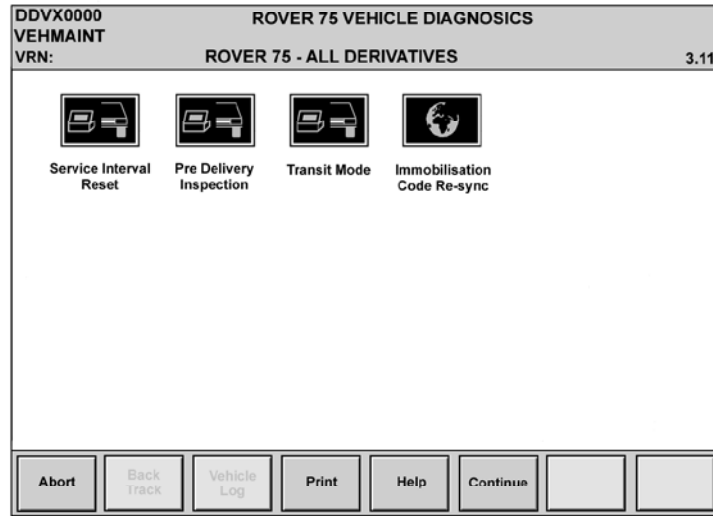 DDVX0000
ROVER 75 VEHICLE DIAGNOSICS
VEHMAINT
VRN:
ROVER 75 - ALL DERIVATIVES
3.11
Service Interval
Reset
Pre Delivery
Inspection
Transit Mode
Immobilisation
Code Re-sync
Abort
Back
Track
Vehicle
Log
Print
Help
Continue